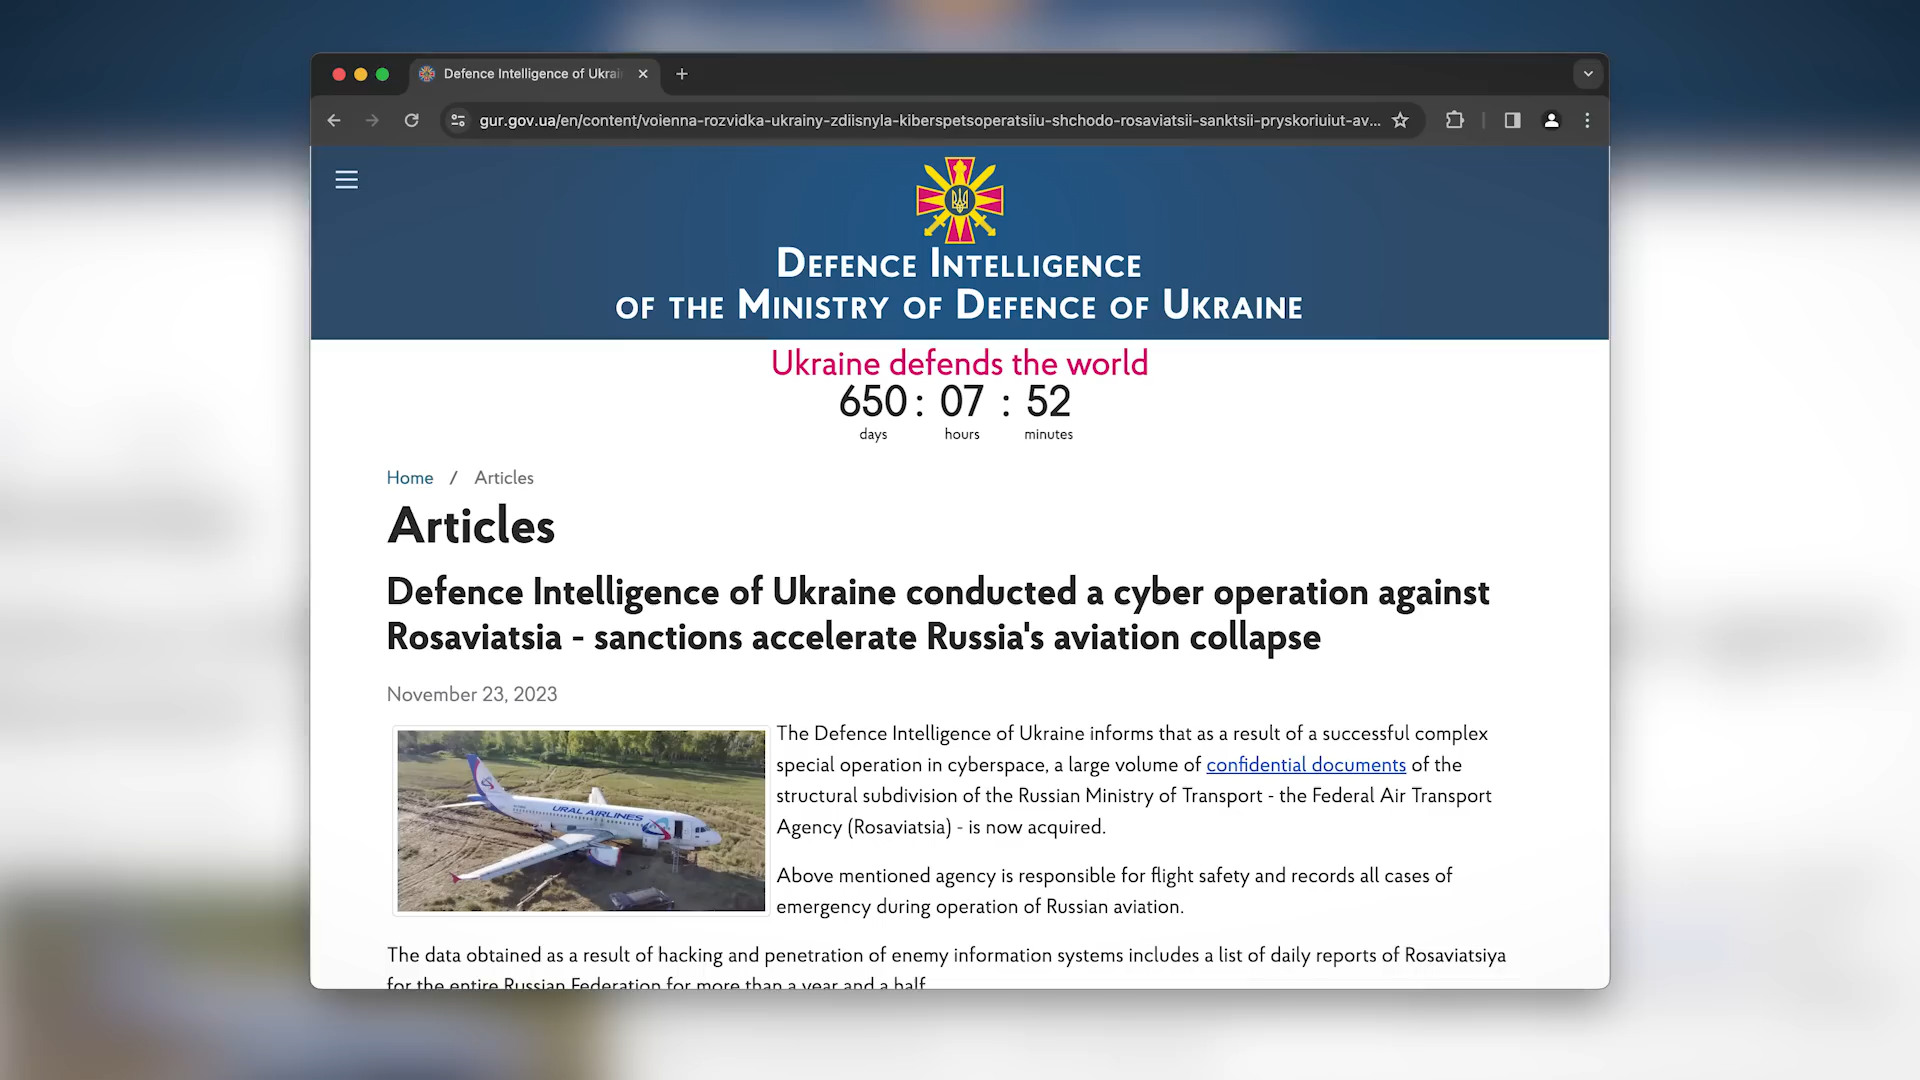 Defence Intelligence of Ukrai
gur.gov.ua/en/content/voienna-rozvidka-ukrainy-zdiisnyla-kiberspetsoperatsiiu-shchodo-rosaviatsii-sanktsii-pryskoriuiut-av...
Defence Intelligence
of the Ministry of Defence of Ukraine
Ukraine defends the world
650 : 07 : 52
days hours minutes
Home / Articles
Articles
Defence Intelligence of Ukraine conducted a cyber operation against
Rosaviatsia - sanctions accelerate Russia's aviation collapse
November 23, 2023
URAL AIRLINES
The Defence Intelligence of Ukraine informs that as a result of a successful complex
special operation in cyberspace, a large volume of confidential documents of the
structural subdivision of the Russian Ministry of Transport - the Federal Air Transport
Agency (Rosaviatsia) - is now acquired.
Above mentioned agency is responsible for flight safety and records all cases of
emergency during operation of Russian aviation.
The data obtained as a result of hacking and penetration of enemy information systems includes a list of daily reports of Rosaviatsiya
for the entire Russian Federation for more than a year and a half.